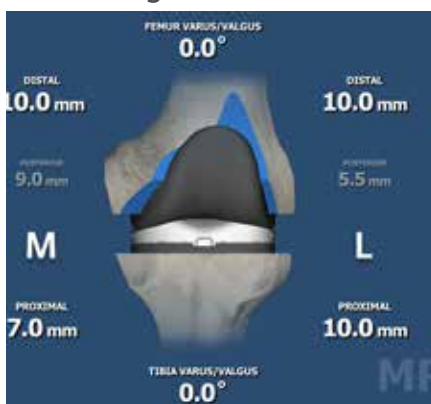 FEMUR VARUS/VALGUS
0.0°
DISTAL
10.0 mm
DISTAL
10.0 mm
POSTERIOR
9.0 mm
POSTERIOR
5.5 mm
M
L
PROXIMAL
7.0 mm
PROXIMAL
10.0 mm
TIBIA VARUS/VALGUS
0.0°